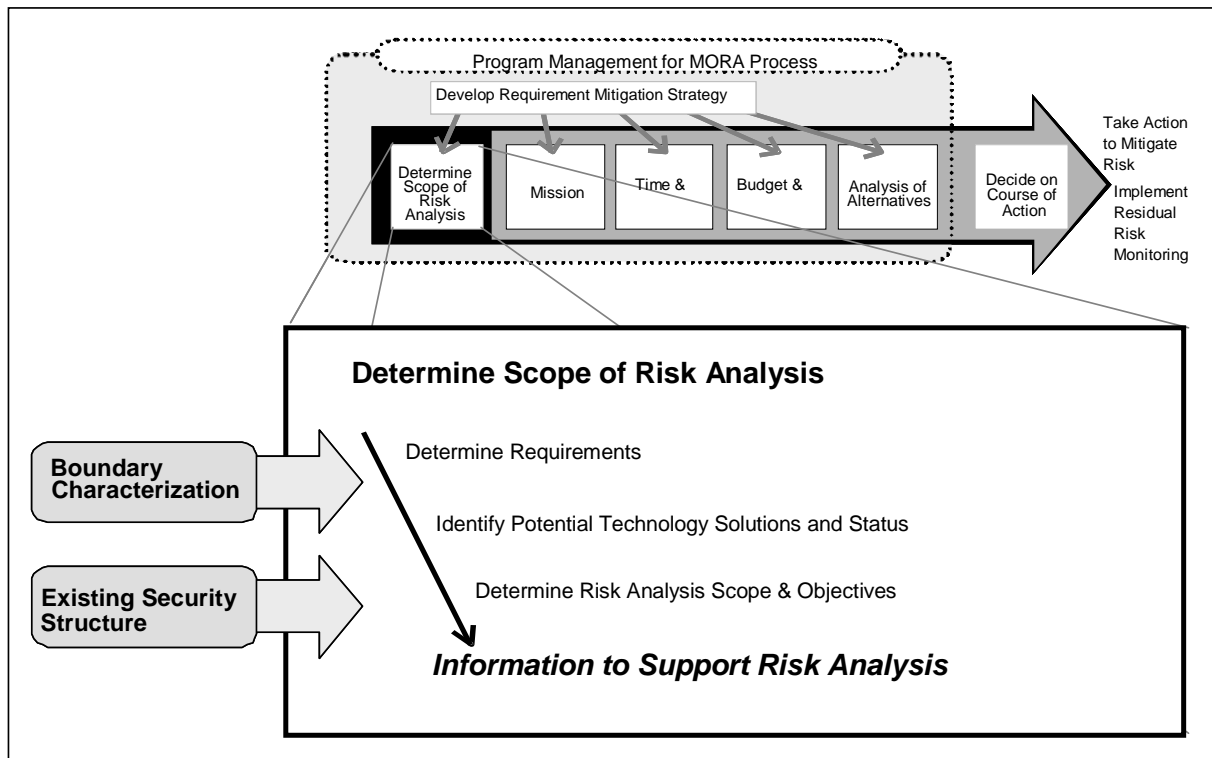 Program Management for MORA Process
Develop Requirement Mitigation Strategy
Determine
Scope of
Risk
Analysis
Mission
Time &
Budget &
Analysis of
Alternatives
Decide on
Course of
Action
Take Action
to Mitigate
Risk
Implement
Residual
Risk
Monitoring
Determine Scope of Risk Analysis
Boundary
Characterization
Existing Security
Structure
Determine Requirements
Identify Potential Technology Solutions and Status
Determine Risk Analysis Scope & Objectives
Information to Support Risk Analysis